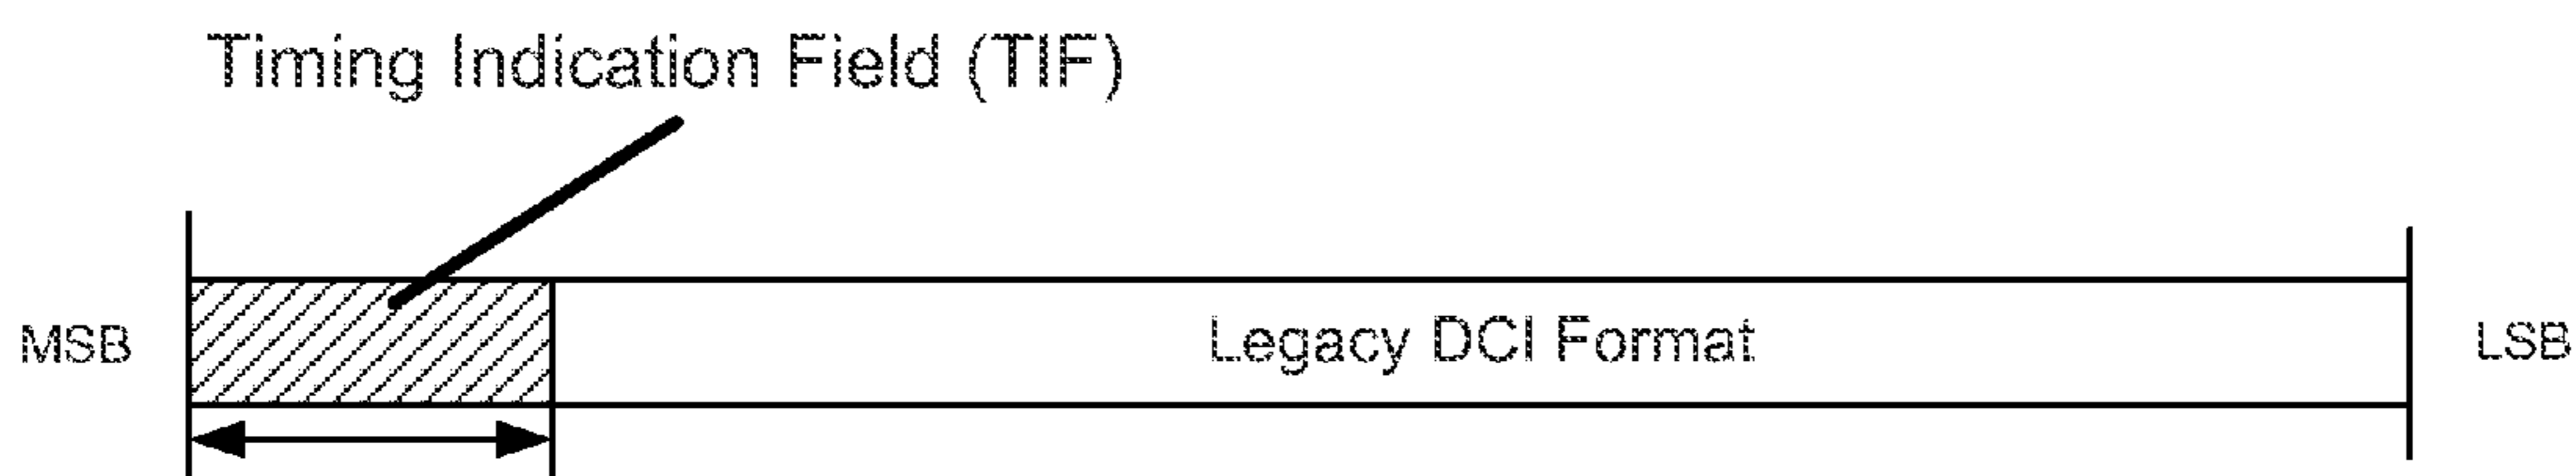 Timing Indication Field (TIF)
MSB
Legacy DCI Format
LSB